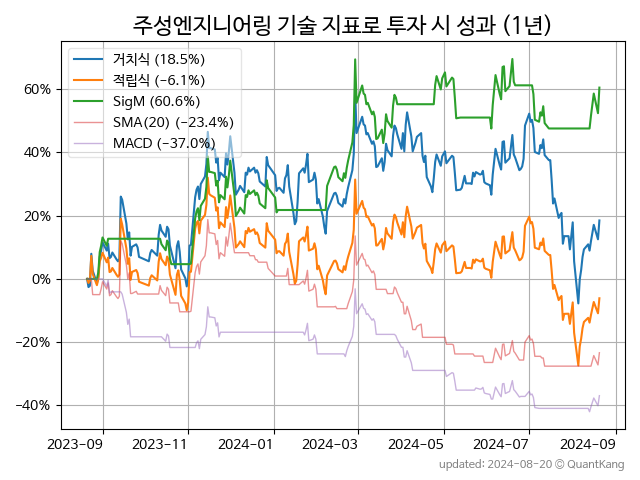 주성엔지니어링 기술 지표로 투자 시 성과 (1년)
거치식 (18.5%)
적립식 (−6.1%)
SigM (60.6%)
SMA(20) (−23.4%)
MACD (−37.0%)
60%
40%
20%
0%
−20%
−40%
2023-09
2023-11
2024-01
2024-03
2024-05
2024-07
2024-09
updated: 2024-08-20 © QuantKang